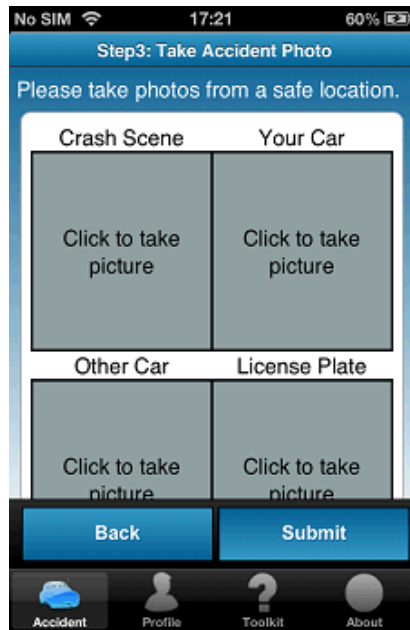 No SIM 17:21 60%
Step3: Take Accident Photo
Please take photos from a safe location.
Crash Scene Your Car
Click to take picture Click to take picture
Other Car License Plate
Click to take picture Click to take picture
Back Submit
Accident Profile Toolkit About